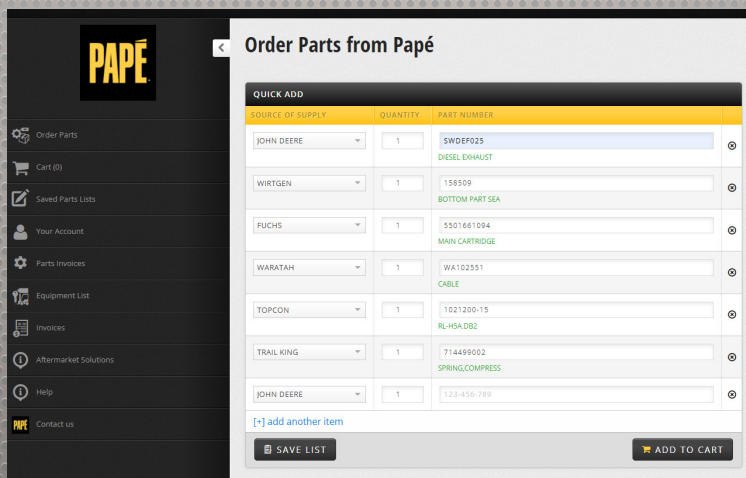 PAPÉ
Order Parts
Cart (0)
Saved Parts Lists
Your Account
Parts Invoices
Equipment List
Invoices
Aftermarket Solutions
Help
PAPÉ
Contact us
Order Parts from Papé
QUICK ADD
SOURCE OF SUPPLY QUANTITY PART NUMBER
JOHN DEERE 1 SWDEF025
DIESEL EXHAUST
WIRTGEN 1 158509
BOTTOM PART SEA
FUCHS 1 5501661094
MAIN CARTRIDGE
WARATAH 1 WA102551
CABLE
TOPCON 1 1021200-15
RL-H5A.DB2
TRAIL KING 1 714499002
SPRING,COMPRESS
JOHN DEERE 1 123-456-789
[+] add another item
SAVE LIST ADD TO CART